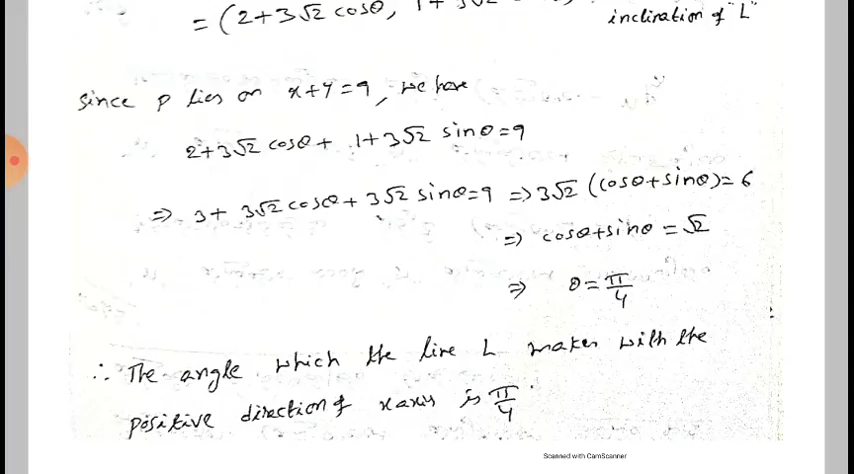 = (2+3√2 cosθ, 1+3√2
inclination of "L"
Since P lies on x+y=9, we have
2+3√2 cosθ + 1+3√2 sinθ=9
⇒ 3+ 3√2 cosθ + 3√2 sinθ=9 ⇒ 3√2 (cosθ+sinθ)=6
⇒ cosθ+sinθ = √2
⇒ θ = π/4
∴ The angle which the line L makes with the
positive direction of x axis is π/4.
Scanned with CamScanner